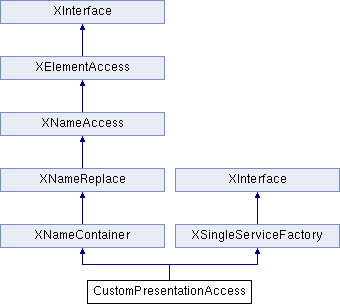 XInterface
XElementAccess
XNameAccess
XNameReplace
XInterface
XNameContainer
XSingleServiceFactory
CustomPresentationAccess